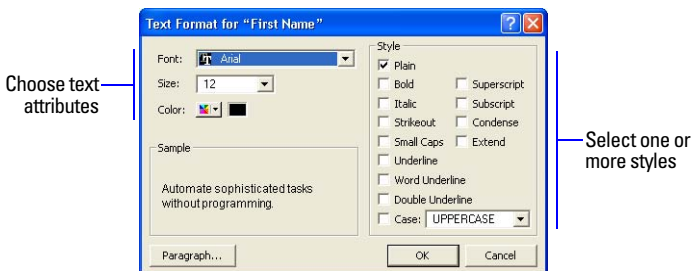 Text Format for “First Name”
Choose text
attributes
Font: Arial
Size: 12
Color:
Sample
Automate sophisticated tasks
without programming.
Style
Plain
Bold Superscript
Italic Subscript
Strikeout Condense
Small Caps Extend
Underline
Word Underline
Double Underline
Case: UPPERCASE
Select one or
more styles
Paragraph... OK Cancel